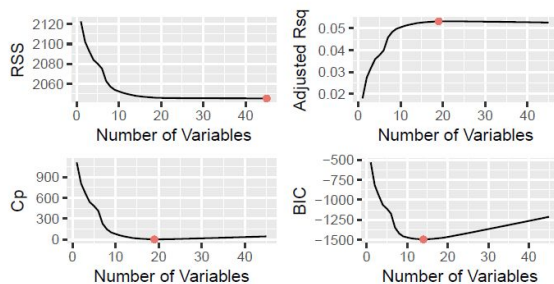 2120
2100
2080
2060
RSS
0 10 20 30 40
Number of Variables
0.05
0.04
0.03
0.02
Adjusted Rsq
0 10 20 30 40
Number of Variables
900
600
300
0
Cp
0 10 20 30 40
Number of Variables
−500
−750
−1000
−1250
−1500
BIC
0 10 20 30 40
Number of Variables